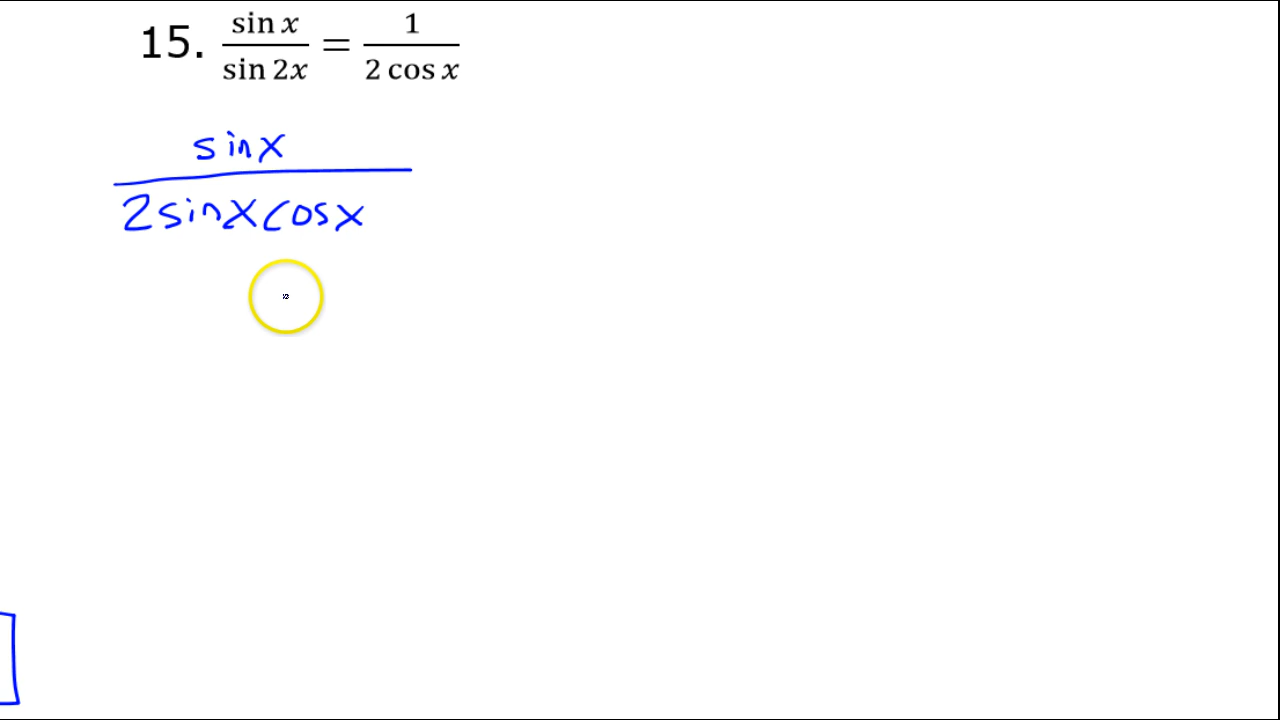 15. sin x / sin 2x = 1 / 2 cos x
sinx
2sinxcosx